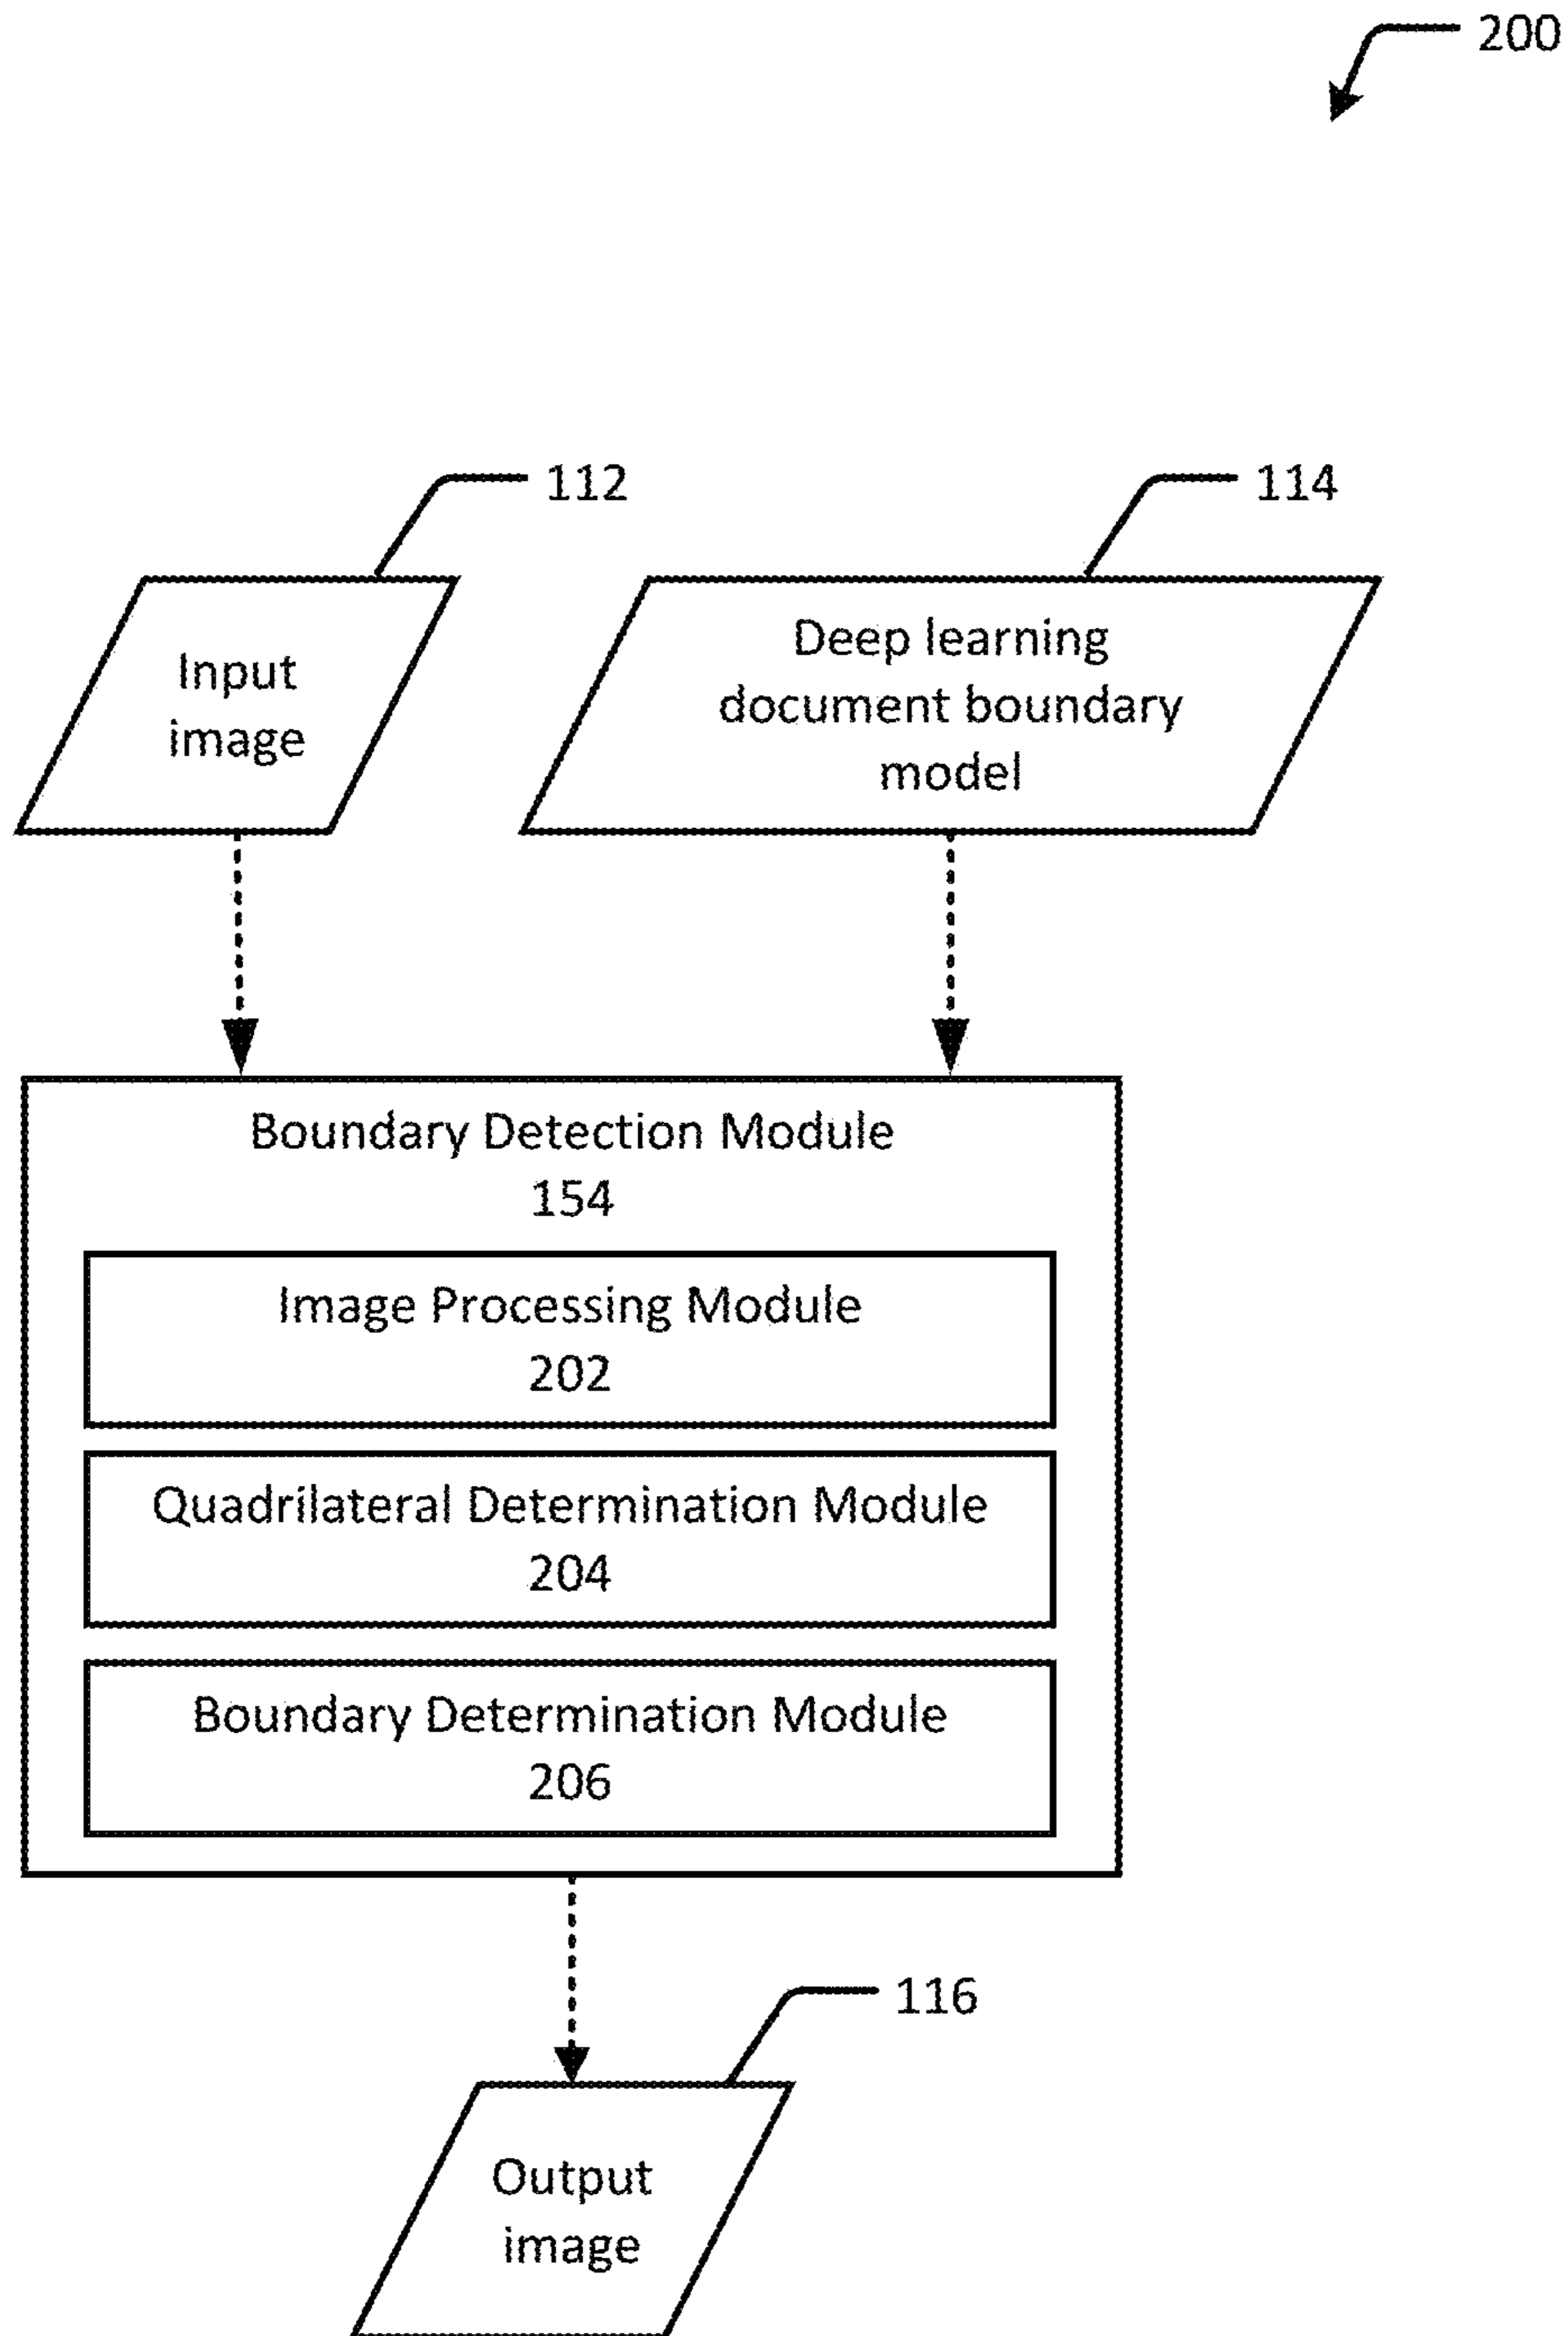 200
112
114
Input
image
Deep learning
document boundary
model
Boundary Detection Module
154
Image Processing Module
202
Quadrilateral Determination Module
204
Boundary Determination Module
206
116
Output
image